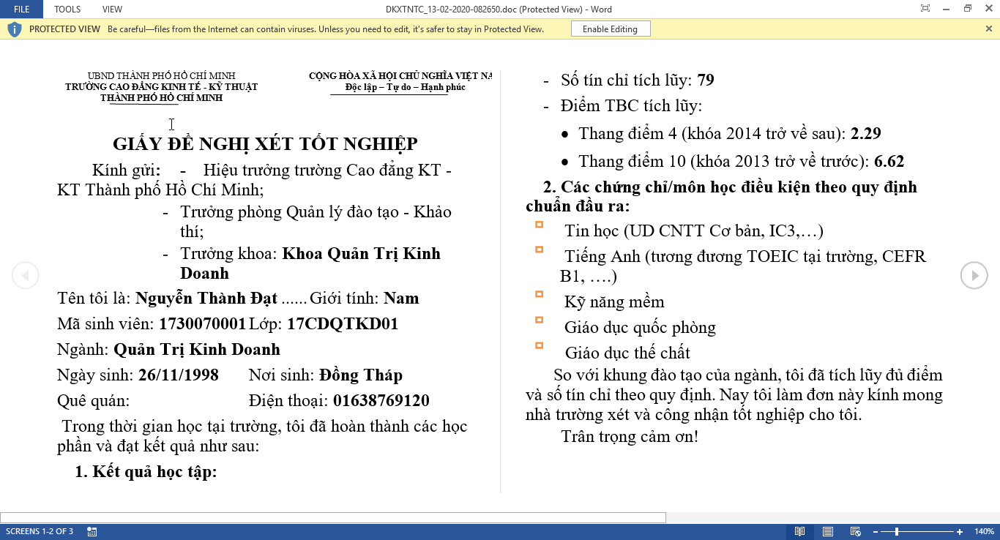 FILE TOOLS VIEW DKXTNTC_13-02-2020-082650.doc (Protected View) - Word
PROTECTED VIEW Be careful—files from the Internet can contain viruses. Unless you need to edit, it's safer to stay in Protected View. Enable Editing
UBND THÀNH PHỐ HỒ CHÍ MINH
TRƯỜNG CAO ĐẲNG KINH TẾ - KỸ THUẬT
THÀNH PHỐ HỒ CHÍ MINH
CỘNG HÒA XÃ HỘI CHỦ NGHĨA VIỆT NA
Độc lập – Tự do – Hạnh phúc
GIẤY ĐỀ NGHỊ XÉT TỐT NGHIỆP
Kính gửi: - Hiệu trưởng trường Cao đẳng KT -
KT Thành phố Hồ Chí Minh;
- Trưởng phòng Quản lý đào tạo - Khảo
thí;
- Trưởng khoa: Khoa Quản Trị Kinh
Doanh
Tên tôi là: Nguyễn Thành Đạt ...... Giới tính: Nam
Mã sinh viên: 1730070001 Lớp: 17CDQTKD01
Ngành: Quản Trị Kinh Doanh
Ngày sinh: 26/11/1998 Nơi sinh: Đồng Tháp
Quê quán: Điện thoại: 01638769120
Trong thời gian học tại trường, tôi đã hoàn thành các học
phần và đạt kết quả như sau:
1. Kết quả học tập:
- Số tín chỉ tích lũy: 79
- Điểm TBC tích lũy:
• Thang điểm 4 (khóa 2014 trở về sau): 2.29
• Thang điểm 10 (khóa 2013 trở về trước): 6.62
2. Các chứng chỉ/môn học điều kiện theo quy định
chuẩn đầu ra:
Tin học (UD CNTT Cơ bản, IC3,…)
Tiếng Anh (tương đương TOEIC tại trường, CEFR
B1, ….)
Kỹ năng mềm
Giáo dục quốc phòng
Giáo dục thế chất
So với khung đào tạo của ngành, tôi đã tích lũy đủ điểm
và số tín chỉ theo quy định. Nay tôi làm đơn này kính mong
nhà trường xét và công nhận tốt nghiệp cho tôi.
Trân trọng cảm ơn!
SCREENS 1-2 OF 3 140%